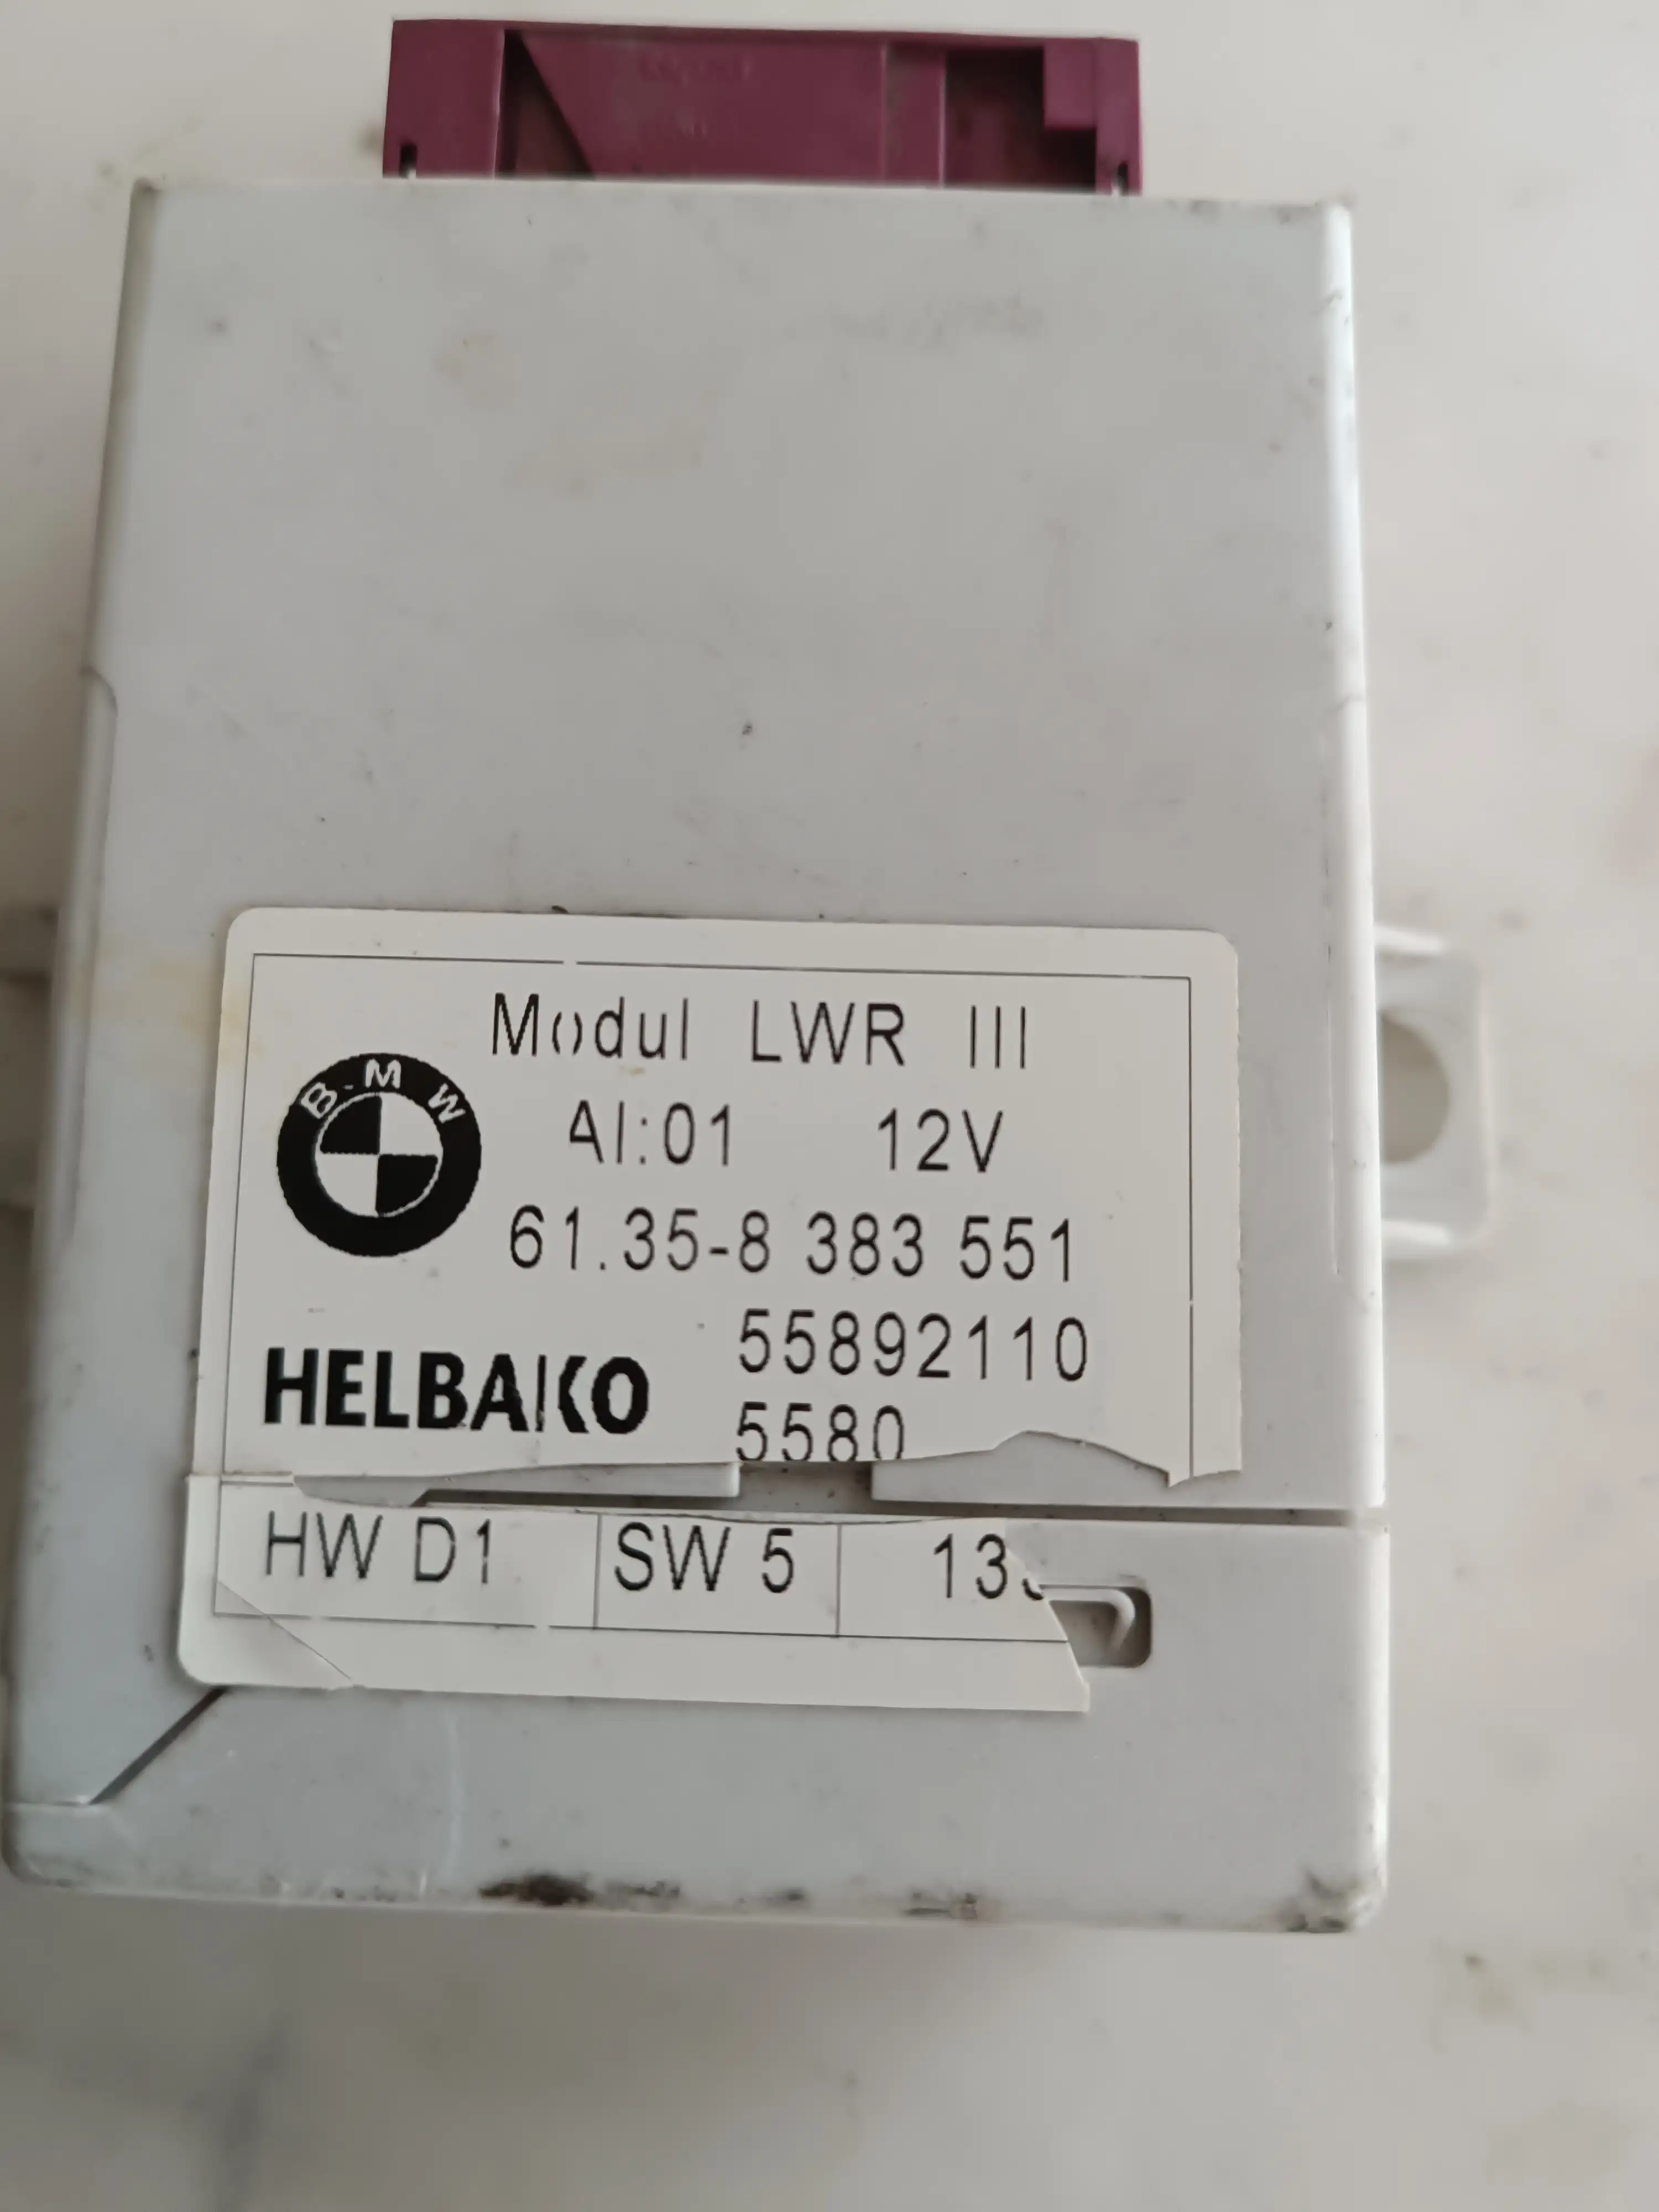 Modul LWR III
BMW
AI:01 12V
61.35-8 383 551
55892110
HELBAKO
5580
HW D1 SW 5